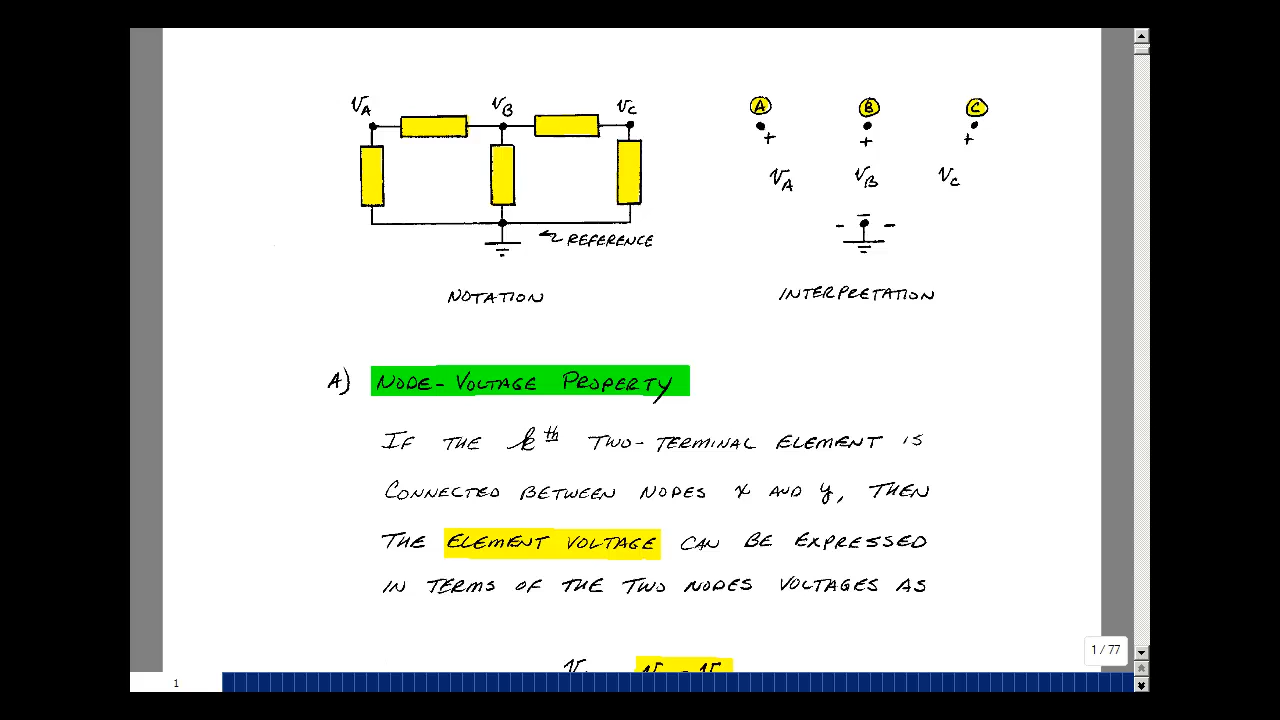 VA VB VC
A B C
+ + +
VA VB VC
- - -
REFERENCE
NOTATION
INTERPRETATION
A) NODE-VOLTAGE PROPERTY
IF THE kth TWO-TERMINAL ELEMENT IS
CONNECTED BETWEEN NODES x AND y, THEN
THE ELEMENT VOLTAGE CAN BE EXPRESSED
IN TERMS OF THE TWO NODES VOLTAGES AS
1 / 77
1